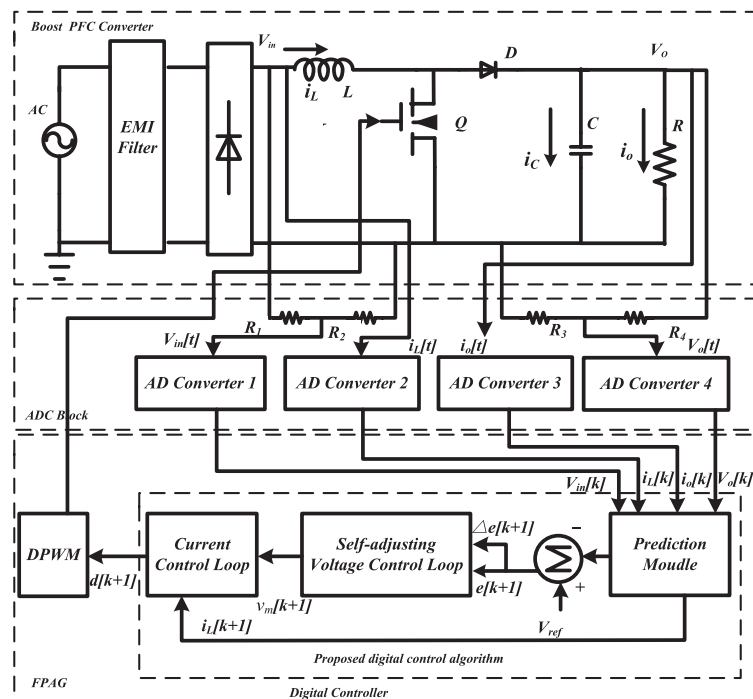 Boost PFC Converter
V_in
D
V_o
AC
EMI
Filter
i_L
L
Q
C
R
i_C
i_o
V_in[t]
R_1
R_2
i_L[t]
i_o[t]
R_3
R_4
V_o[t]
AD Converter 1
AD Converter 2
AD Converter 3
AD Converter 4
ADC Block
V_in[k]
i_L[k]
i_o[k]
V_o[k]
DPWM
d[k+1]
Current
Control Loop
v_m[k+1]
Self-adjusting
Voltage Control Loop
△e[k+1]
e[k+1]
Σ
−
+
Prediction
Moudle
i_L[k+1]
V_ref
Proposed digital control algorithm
FPAG
Digital Controller